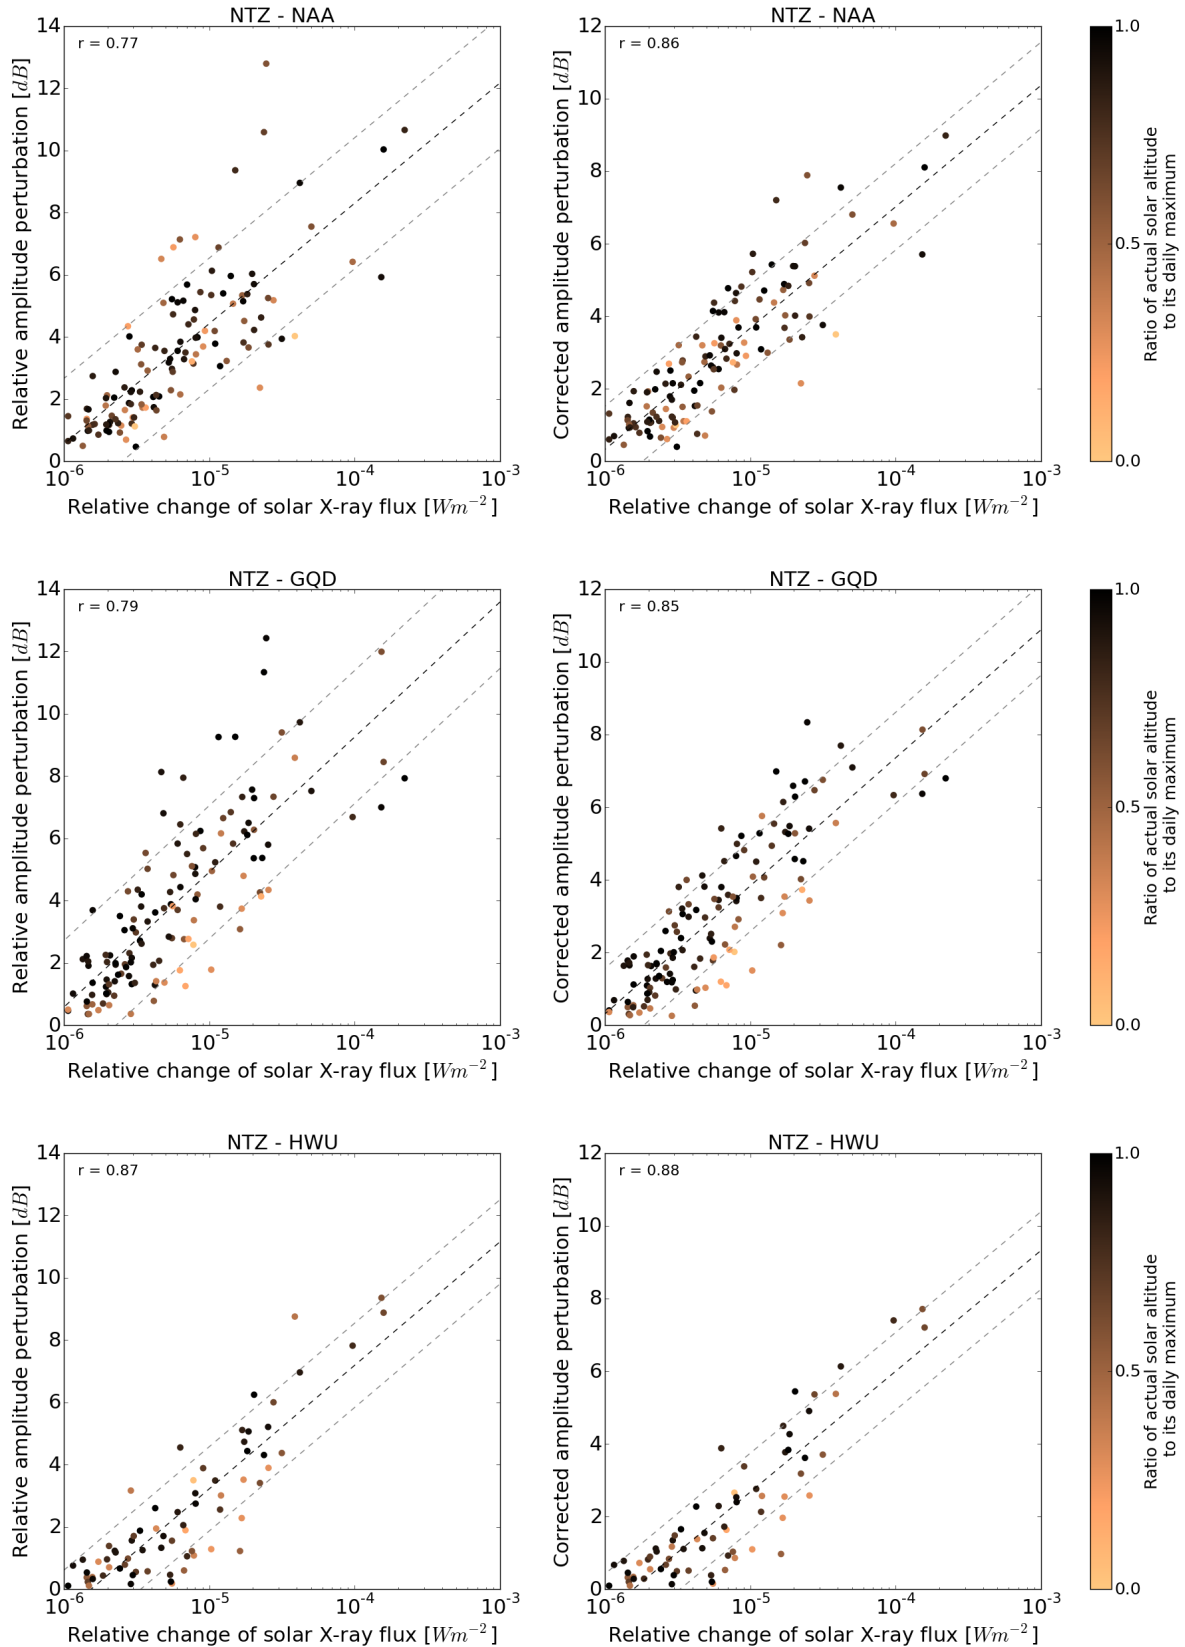 NTZ - NAA
r = 0.77
Relative amplitude perturbation [dB]
14
12
10
8
6
4
2
0
10^-6
10^-5
10^-4
10^-3
Relative change of solar X-ray flux [Wm^-2]
NTZ - NAA
r = 0.86
Corrected amplitude perturbation [dB]
12
10
8
6
4
2
0
10^-6
10^-5
10^-4
10^-3
Relative change of solar X-ray flux [Wm^-2]
1.0
0.5
0.0
Ratio of actual solar altitude
to its daily maximum
NTZ - GQD
r = 0.79
Relative amplitude perturbation [dB]
14
12
10
8
6
4
2
0
10^-6
10^-5
10^-4
10^-3
Relative change of solar X-ray flux [Wm^-2]
NTZ - GQD
r = 0.85
Corrected amplitude perturbation [dB]
12
10
8
6
4
2
0
10^-6
10^-5
10^-4
10^-3
Relative change of solar X-ray flux [Wm^-2]
1.0
0.5
0.0
Ratio of actual solar altitude
to its daily maximum
NTZ - HWU
r = 0.87
Relative amplitude perturbation [dB]
14
12
10
8
6
4
2
0
10^-6
10^-5
10^-4
10^-3
Relative change of solar X-ray flux [Wm^-2]
NTZ - HWU
r = 0.88
Corrected amplitude perturbation [dB]
12
10
8
6
4
2
0
10^-6
10^-5
10^-4
10^-3
Relative change of solar X-ray flux [Wm^-2]
1.0
0.5
0.0
Ratio of actual solar altitude
to its daily maximum